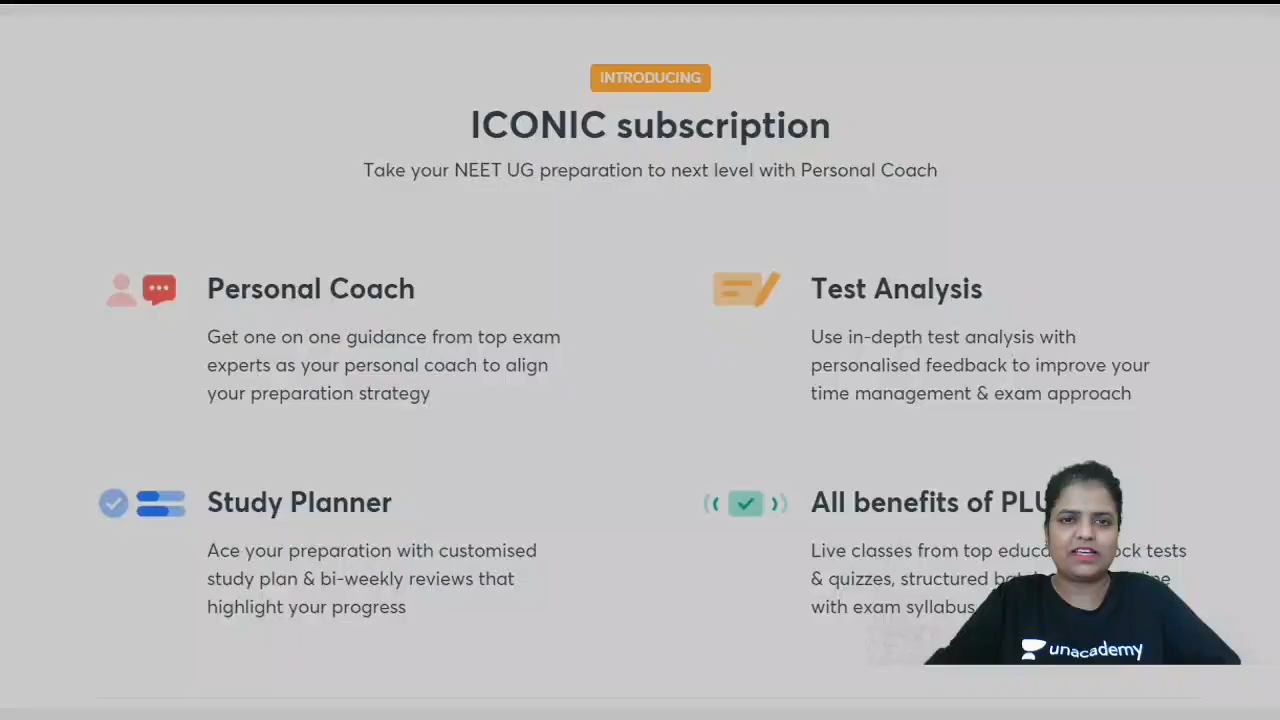 INTRODUCING
ICONIC subscription
Take your NEET UG preparation to next level with Personal Coach
Personal Coach
Get one on one guidance from top exam
experts as your personal coach to align
your preparation strategy
Test Analysis
Use in-depth test analysis with
personalised feedback to improve your
time management & exam approach
Study Planner
Ace your preparation with customised
study plan & bi-weekly reviews that
highlight your progress
All benefits of
Live classes from top tests
& quizzes, structured
with exam syllabus
unacademy